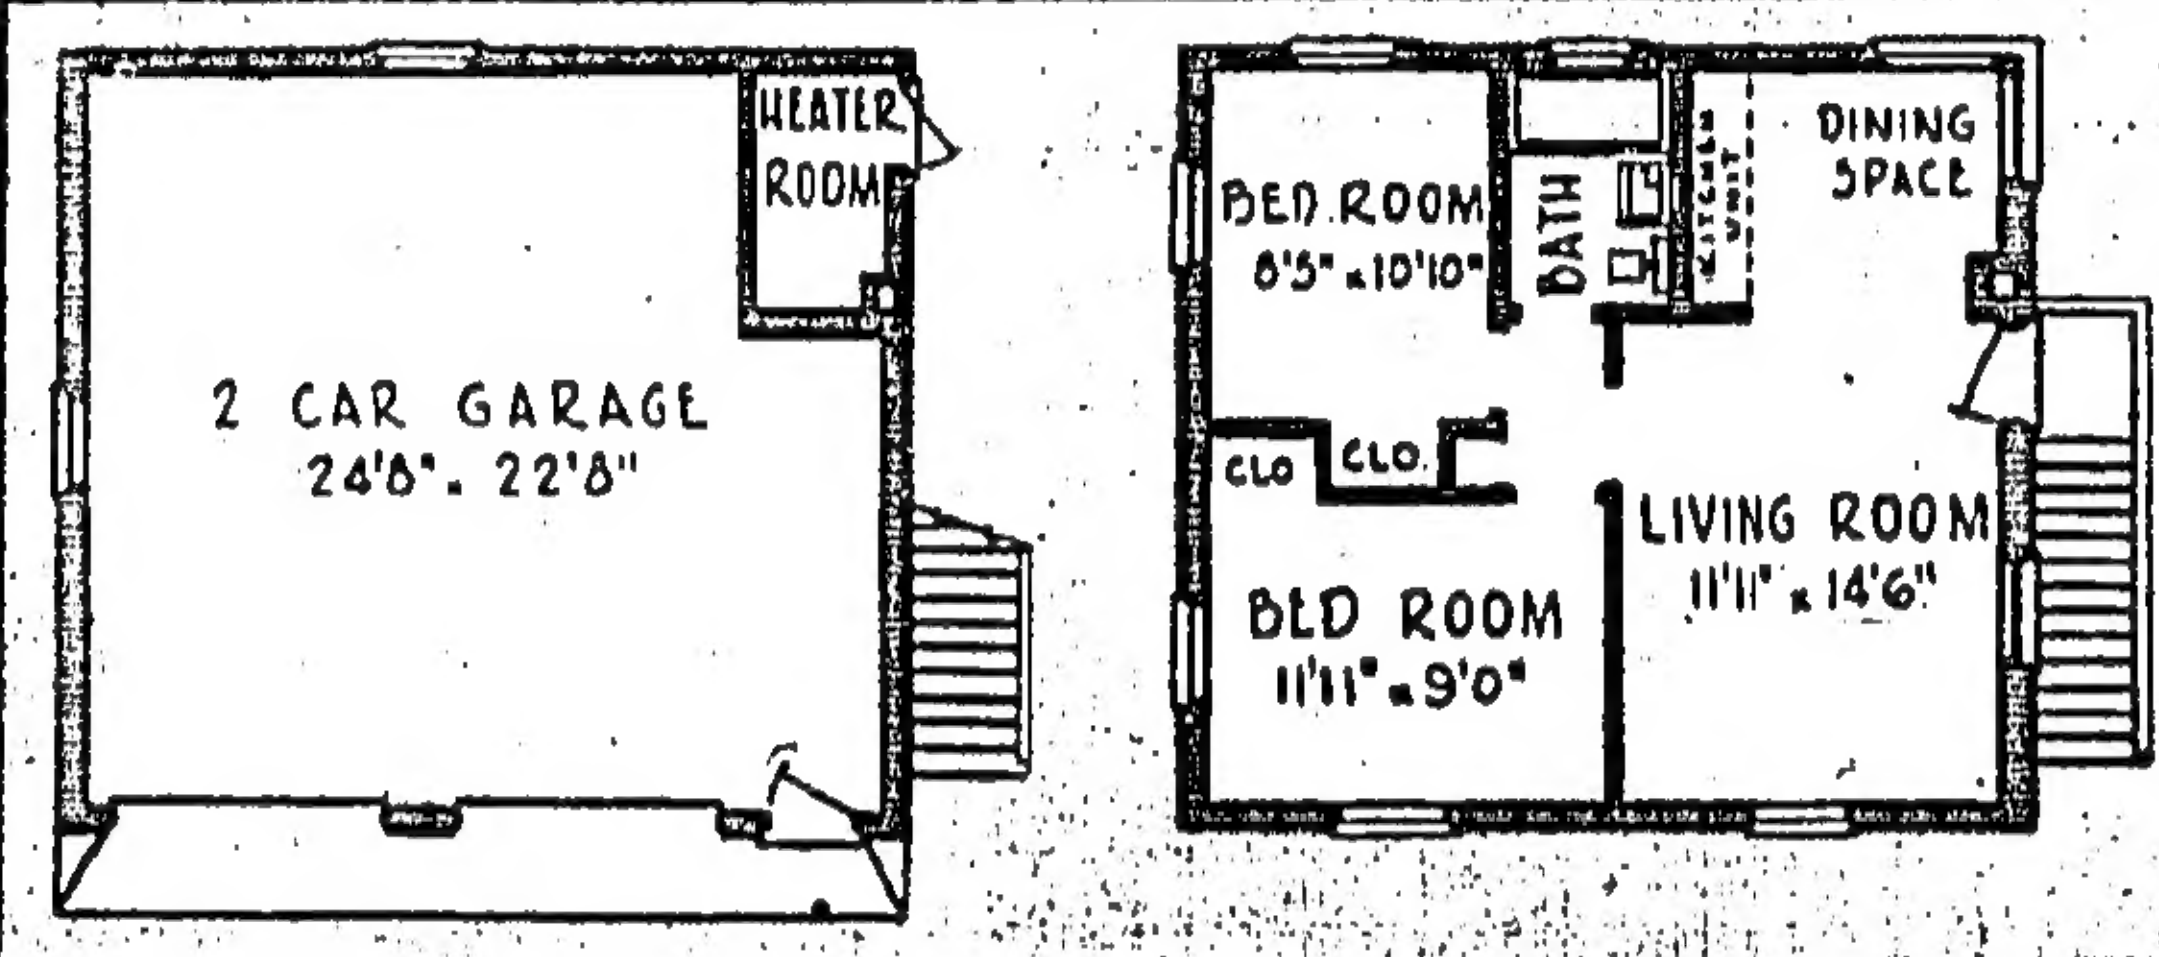 HEATER
ROOM
2 CAR GARAGE
24'8" x 22'8"
BED ROOM
8'5" x 10'10"
BATH
KITCHEN
UNIT
DINING
SPACE
CLO
CLO.
LIVING ROOM
11'11" x 14'6"
BED ROOM
11'11" x 9'0"